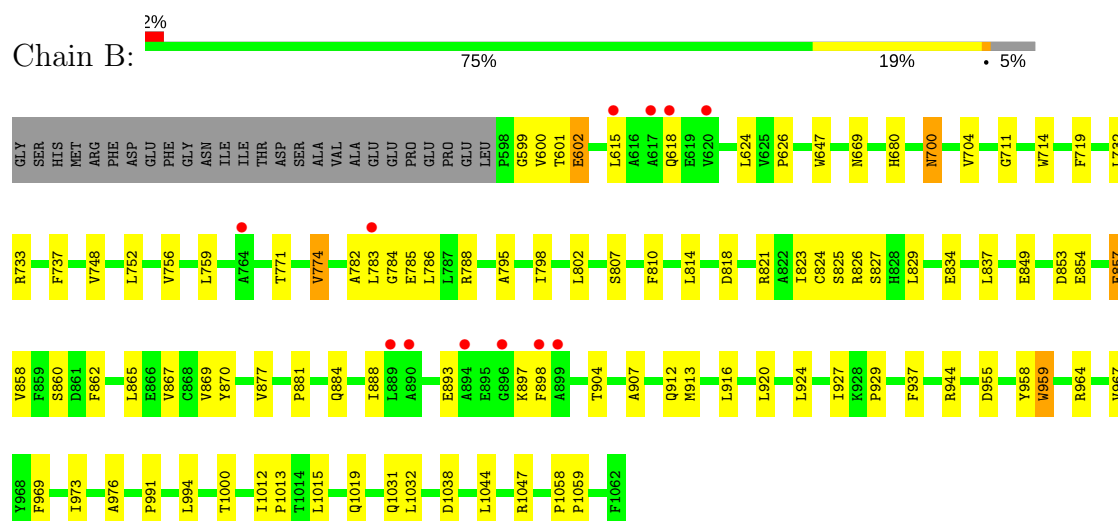 2%
Chain B:
75% 19% • 5%
GLY SER HIS MET ARG PHE ASP GLU PHE GLY ASN ILE ILE THR ASP SER ALA VAL ALA GLU GLU PRO GLU PRO GLU LEU P598 G599 V600 T601 E602 L615 A616 A617 Q618 E619 V620 L624 V625 P626 W647 N669 H680 N700 V704 G711 W714 F719 L732
R733 F737 V748 L752 V756 L759 A764 T771 V774 A782 L783 G784 E785 L786 L787 R788 A795 I798 L802 S807 F810 L814 D818 R821 A822 I823 C824 S825 R826 S827 H828 L829 E834 L837 E849 D853 E854 E857
V858 F859 S860 D861 F862 L865 E866 V867 C868 V869 Y870 V877 P881 Q884 I888 L889 A890 E893 A894 E895 G896 K897 F898 A899 T904 A907 Q912 M913 L916 L920 L924 I927 K928 P929 F937 R944 D955 Y958 W959 R964 V967
Y968 F969 I973 A976 P991 L994 T1000 I1012 P1013 T1014 L1015 Q1019 Q1031 L1032 D1038 L1044 R1047 P1058 P1059 F1062